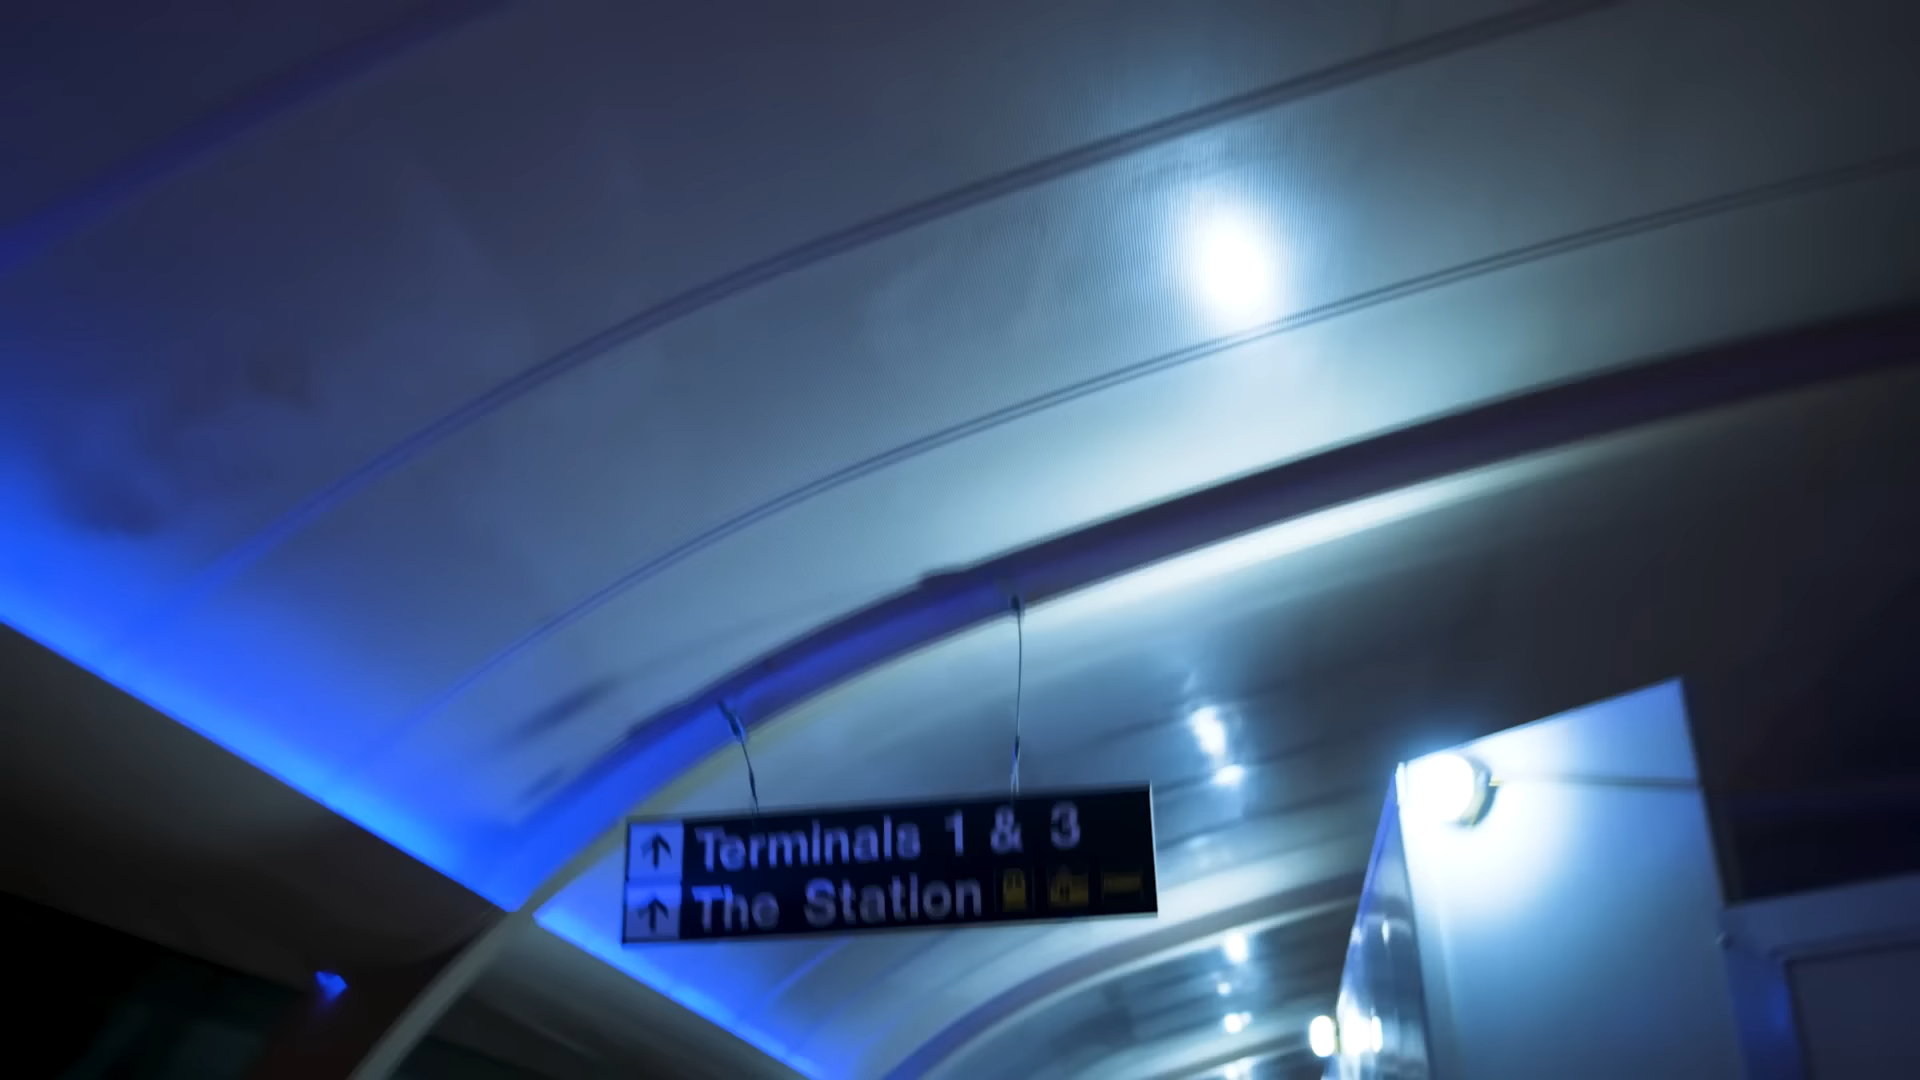 Terminals 1 & 3
The Station